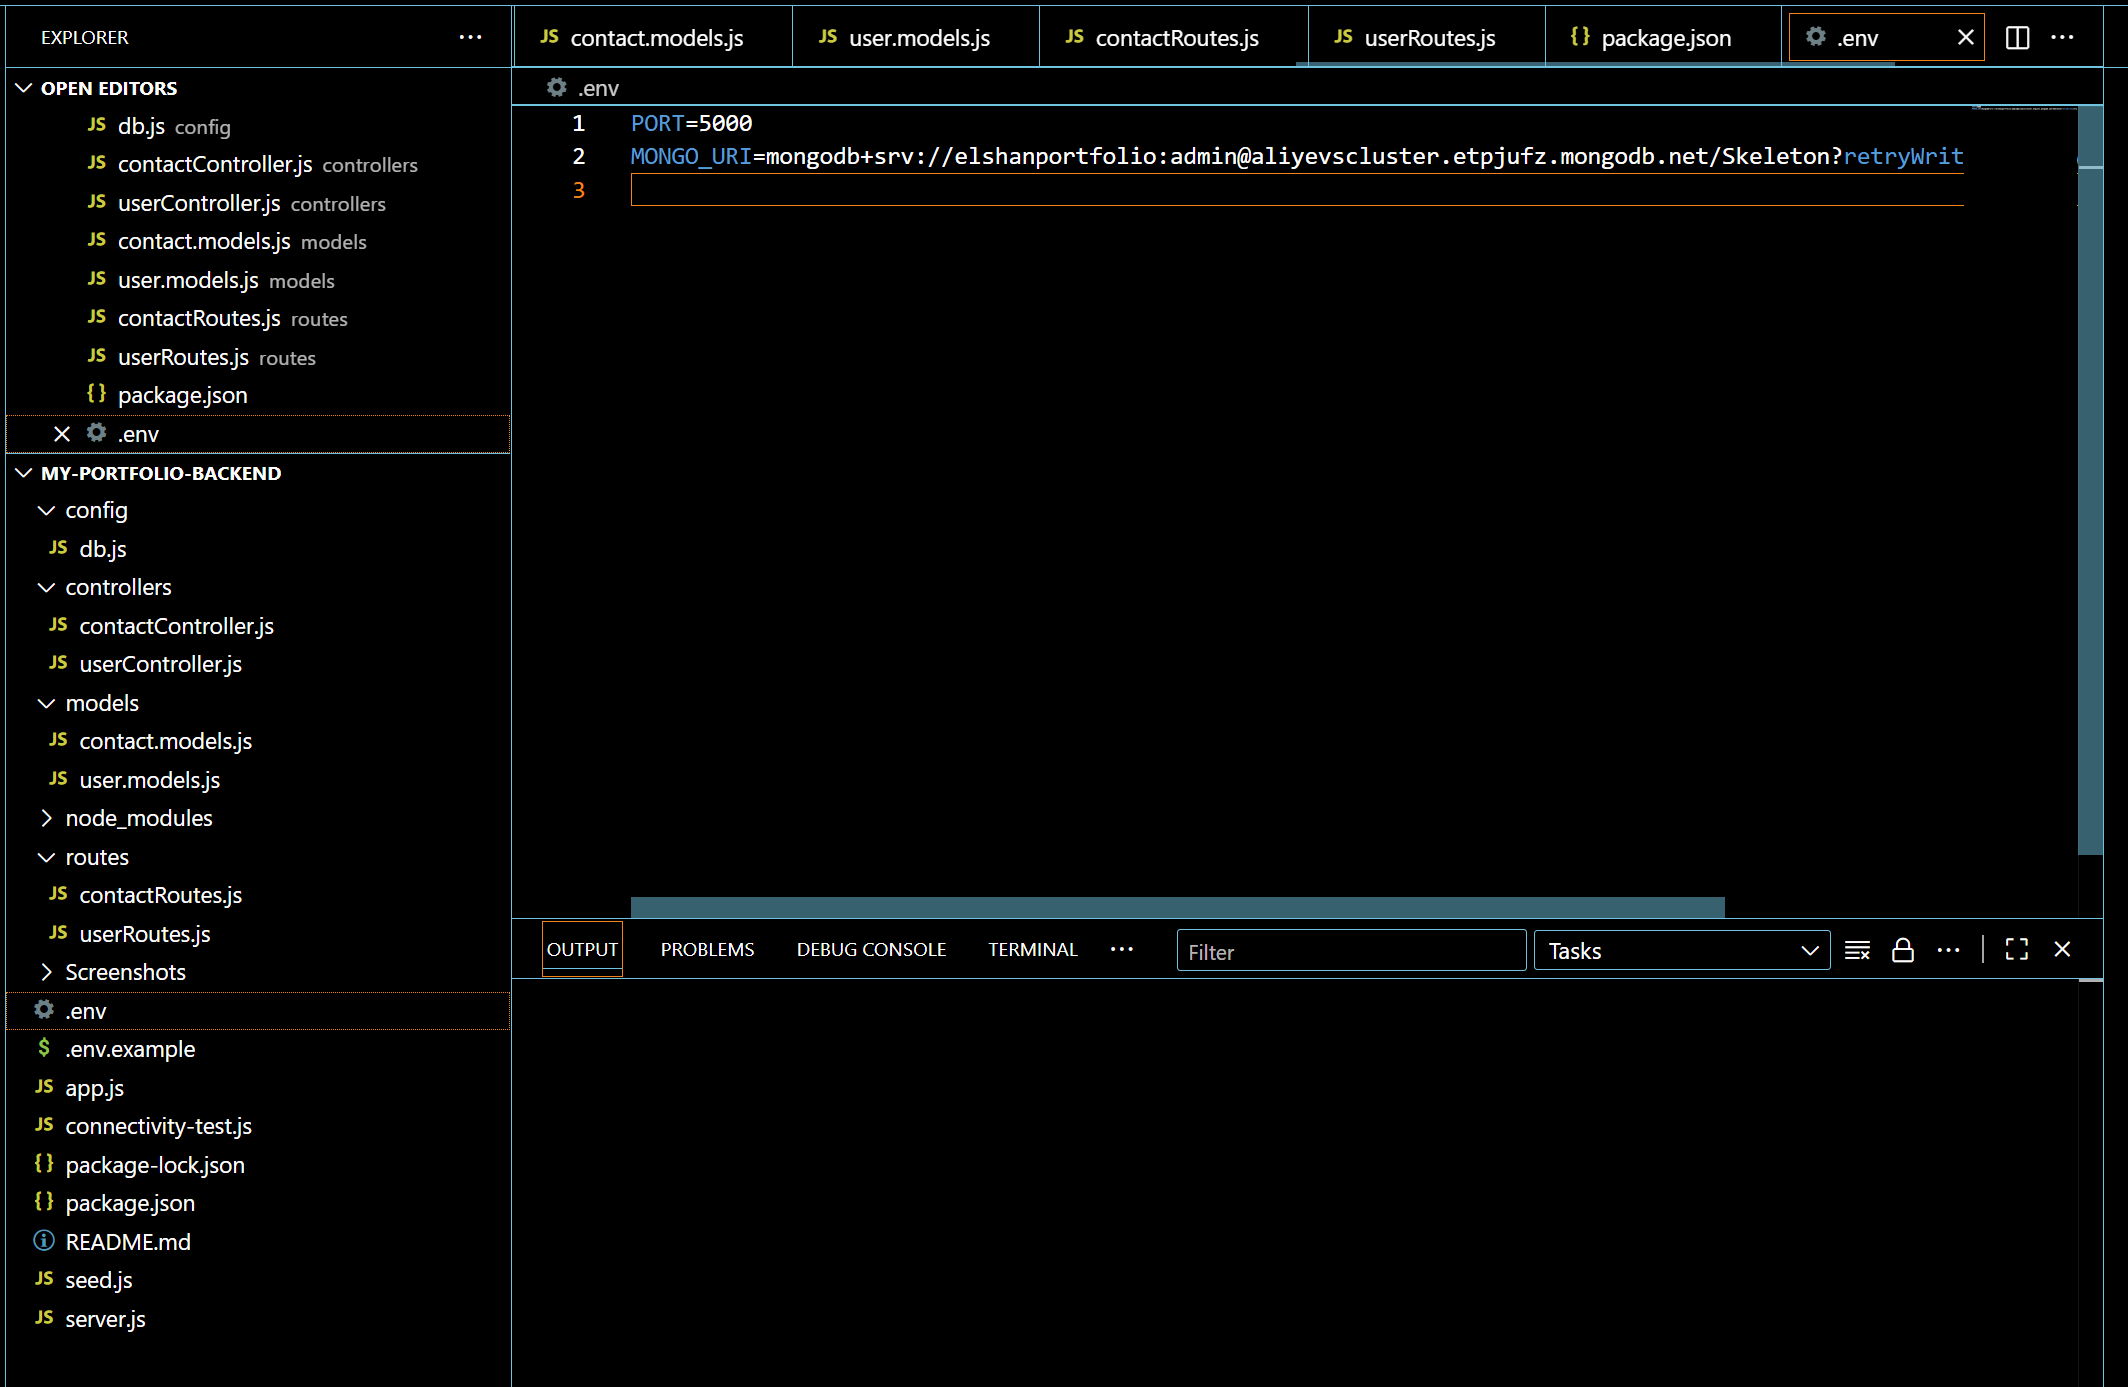 EXPLORER
OPEN EDITORS
JS db.js config
JS contactController.js controllers
JS userController.js controllers
JS contact.models.js models
JS user.models.js models
JS contactRoutes.js routes
JS userRoutes.js routes
{} package.json
.env
MY-PORTFOLIO-BACKEND
config
JS db.js
controllers
JS contactController.js
JS userController.js
models
JS contact.models.js
JS user.models.js
node_modules
routes
JS contactRoutes.js
JS userRoutes.js
Screenshots
.env
$ .env.example
JS app.js
JS connectivity-test.js
{} package-lock.json
{} package.json
README.md
JS seed.js
JS server.js
JS contact.models.js JS user.models.js JS contactRoutes.js JS userRoutes.js {} package.json .env
.env
1 PORT=5000
2 MONGO_URI=mongodb+srv://elshanportfolio:admin@aliyevscluster.etpjufz.mongodb.net/Skeleton?retryWrit
3
OUTPUT PROBLEMS DEBUG CONSOLE TERMINAL Filter Tasks